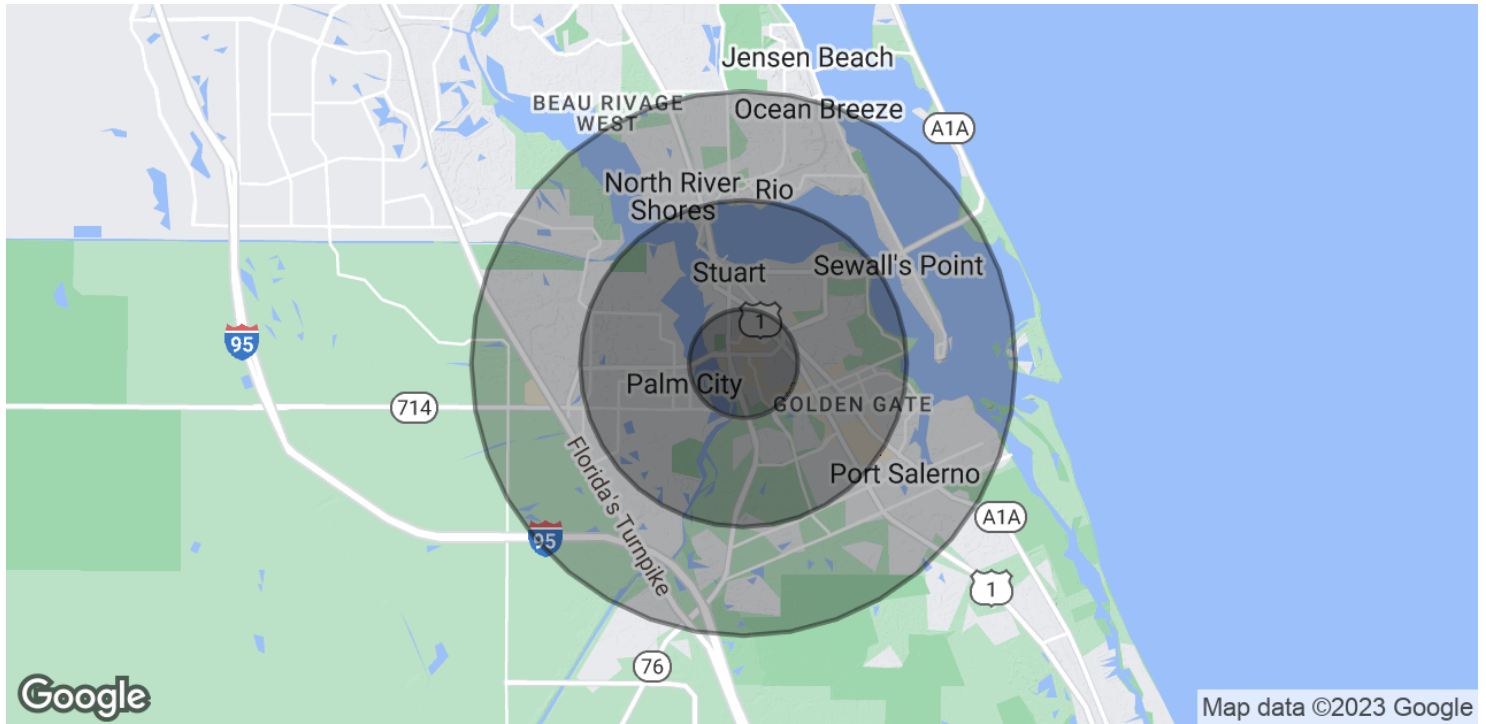 Jensen Beach
BEAU RIVAGE
WEST
Ocean Breeze
A1A
North River
Shores
Rio
Stuart
Sewall's Point
1
95
Palm City
714
GOLDEN GATE
Florida's Turnpike
Port Salerno
A1A
95
1
76
Google
Map data ©2023 Google